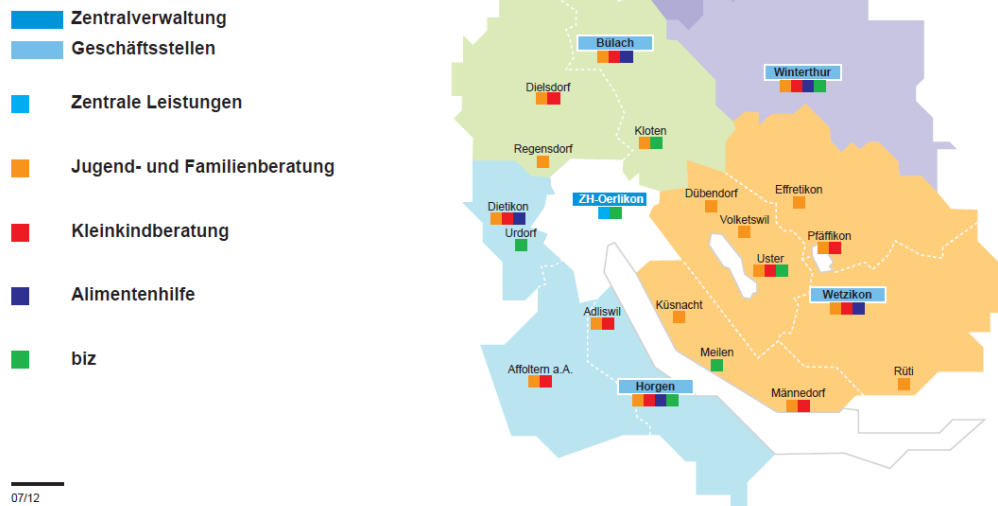 Zentralverwaltung
Geschäftsstellen
Zentrale Leistungen
Jugend- und Familienberatung
Kleinkindberatung
Alimentenhilfe
biz
07/12
Bülach
Winterthur
Dielsdorf
Kloten
Regensdorf
ZH-Oerlikon
Dübendorf
Effretikon
Dietikon
Volketswil
Urdorf
Pfäffikon
Uster
Wetzikon
Adliswil
Küsnacht
Meilen
Affoltern a.A.
Horgen
Rüti
Männedorf